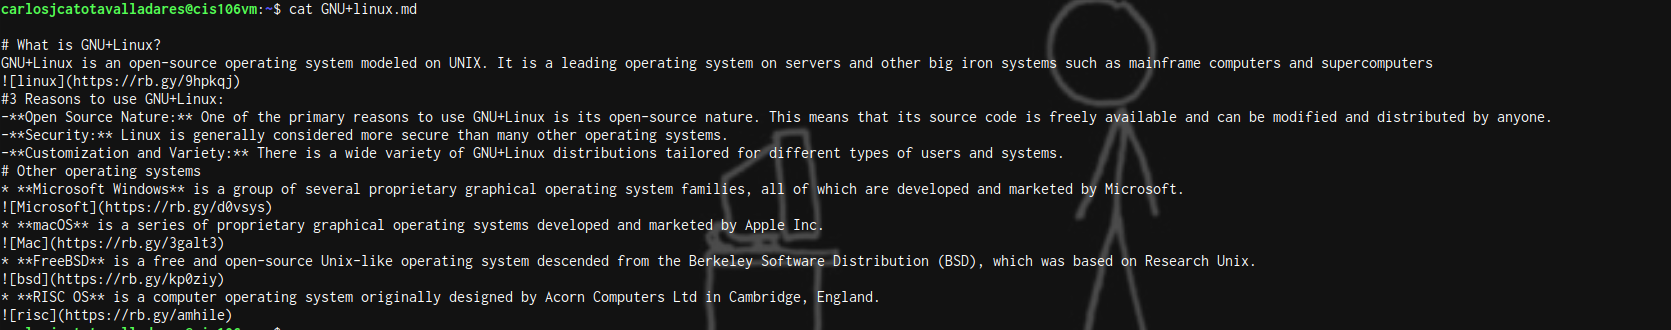 carlosjcatotavalladares@cis106vm:~$ cat GNU+linux.md
# What is GNU+Linux?
GNU+Linux is an open-source operating system modeled on UNIX. It is a leading operating system on servers and other big iron systems such as mainframe computers and supercomputers
![linux](https://rb.gy/9hpkqj)
#3 Reasons to use GNU+Linux:
-**Open Source Nature:** One of the primary reasons to use GNU+Linux is its open-source nature. This means that its source code is freely available and can be modified and distributed by anyone.
-**Security:** Linux is generally considered more secure than many other operating systems.
-**Customization and Variety:** There is a wide variety of GNU+Linux distributions tailored for different types of users and systems.
# Other operating systems
* **Microsoft Windows** is a group of several proprietary graphical operating system families, all of which are developed and marketed by Microsoft.
![Microsoft](https://rb.gy/d0vsys)
* **macOS** is a series of proprietary graphical operating systems developed and marketed by Apple Inc.
![Mac](https://rb.gy/3galt3)
* **FreeBSD** is a free and open-source Unix-like operating system descended from the Berkeley Software Distribution (BSD), which was based on Research Unix.
![bsd](https://rb.gy/kp0ziy)
* **RISC OS** is a computer operating system originally designed by Acorn Computers Ltd in Cambridge, England.
![risc](https://rb.gy/amhile)